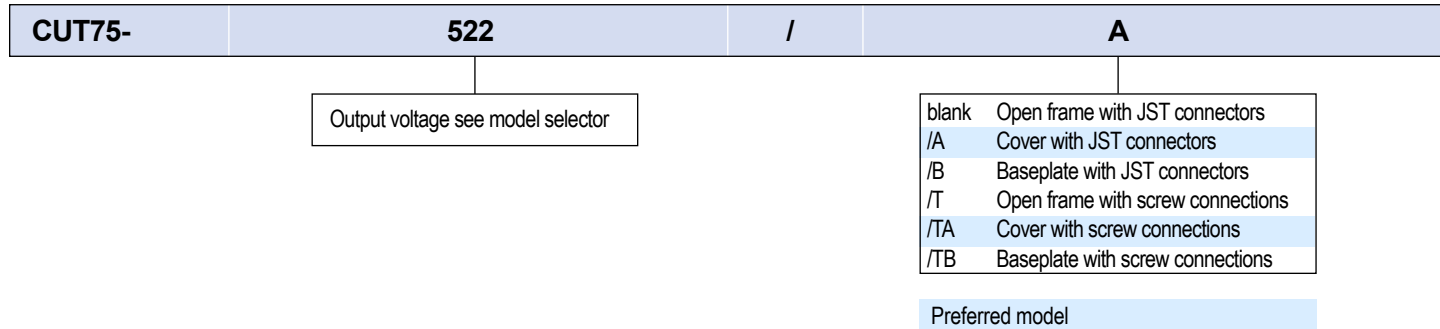 CUT75- 522 / A
Output voltage see model selector
blank Open frame with JST connectors
/A Cover with JST connectors
/B Baseplate with JST connectors
/T Open frame with screw connections
/TA Cover with screw connections
/TB Baseplate with screw connections
Preferred model